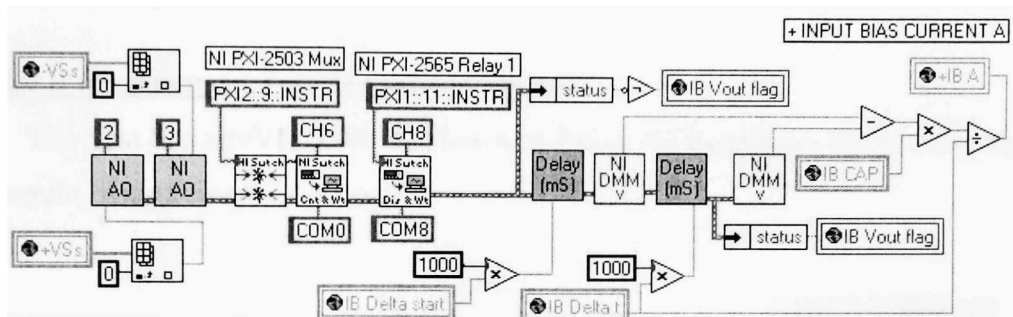 + INPUT BIAS CURRENT A
-VSs
0
NI PXI-2503 Mux
NI PXI-2565 Relay 1
PXI2::9::INSTR
PXI1::11::INSTR
status
IB Vout flag
+IB A
2
3
CH6
CH8
NI
AO
NI
AO
NI Switch
NI Switch
Cnt & Wt
NI Switch
Dis & Wt
COM0
COM8
Delay
(mS)
NI
DMM
V
Delay
(mS)
NI
DMM
V
-
×
÷
IB CAP
+VSs
0
1000
×
1000
×
status
IB Vout flag
IB Delta start
IB Delta t